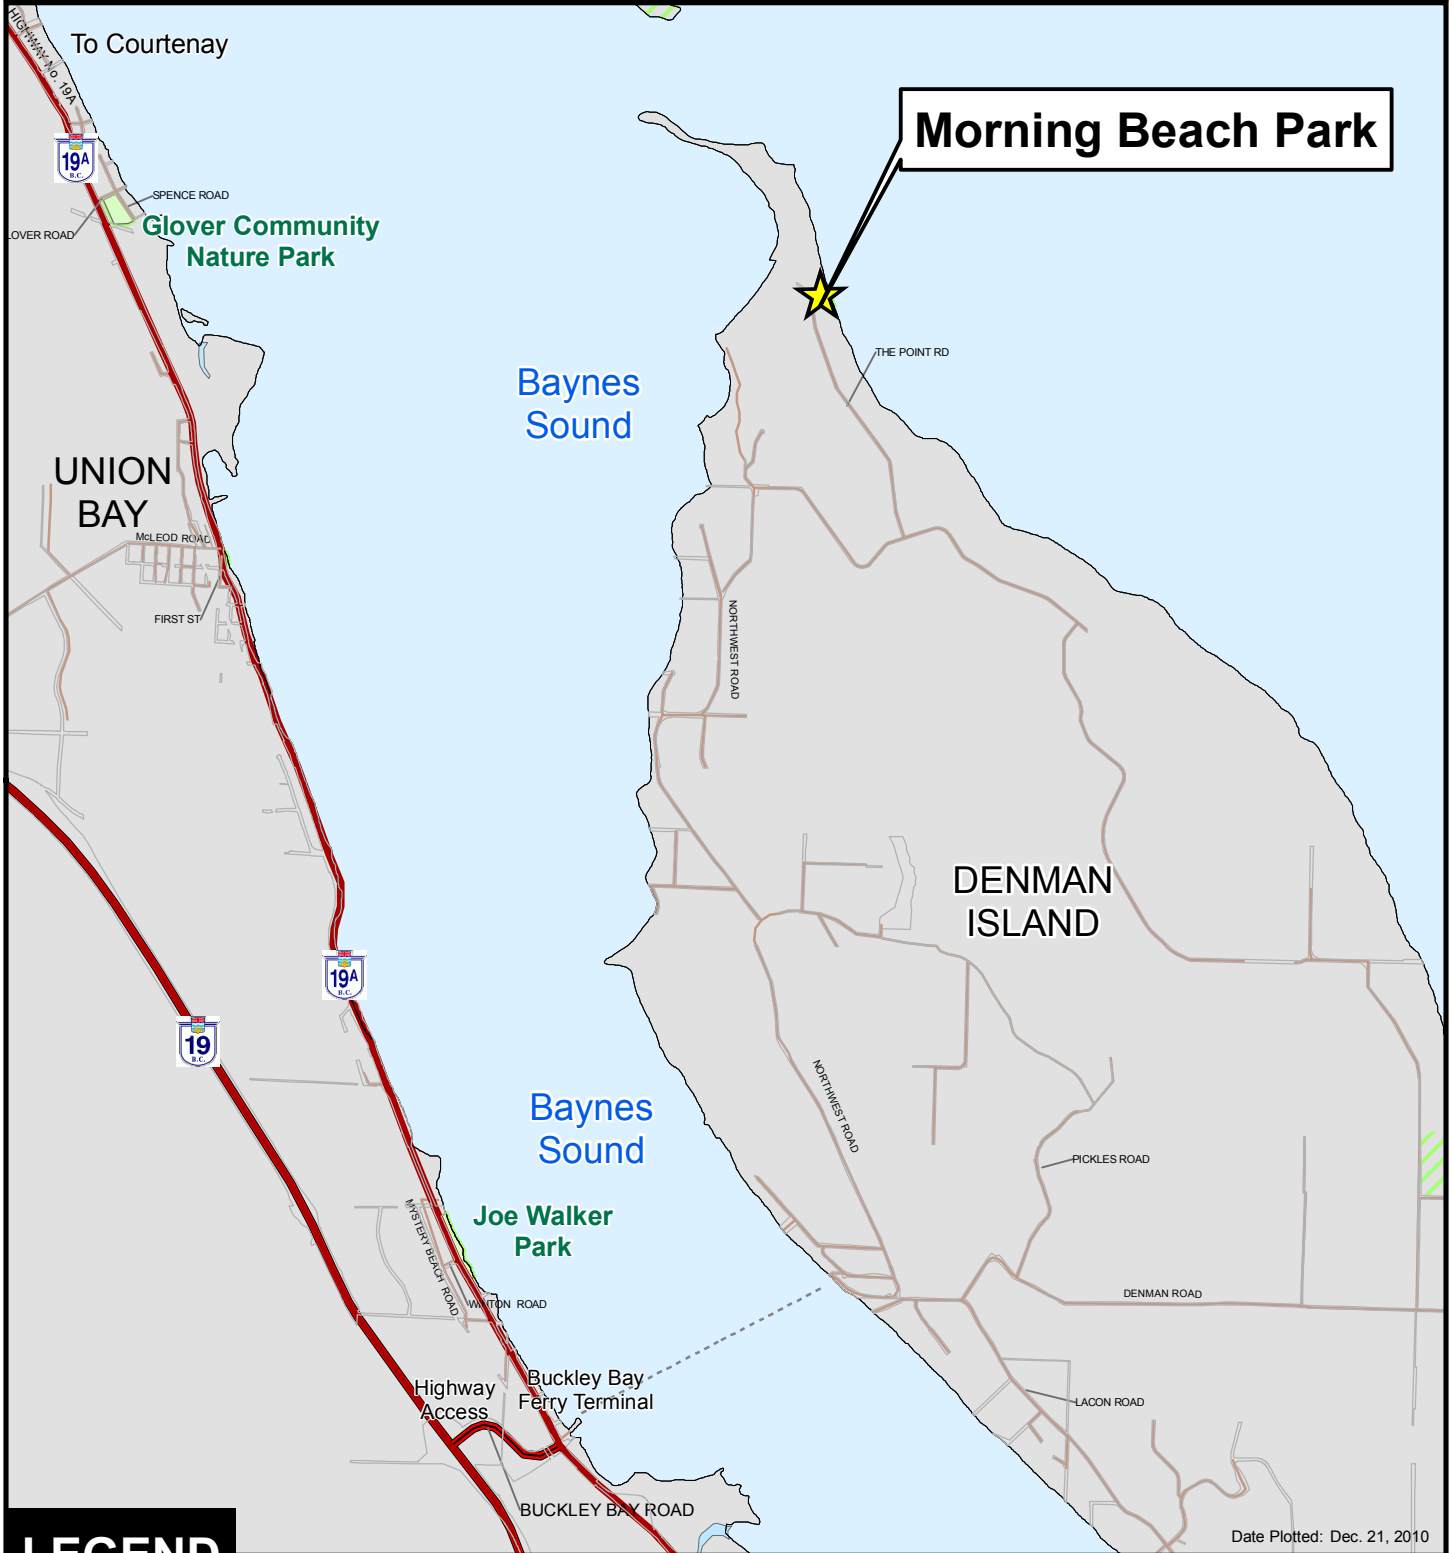 HIGHWAY No. 19A
To Courtenay
Morning Beach Park
19A
B.C.
SPENCE ROAD
LOVER ROAD
Glover Community
Nature Park
THE POINT RD
Baynes
Sound
UNION
BAY
McLEOD ROAD
FIRST ST
NORTHWEST ROAD
DENMAN
ISLAND
19A
B.C.
19
B.C.
NORTHWEST ROAD
Baynes
Sound
PICKLES ROAD
MYSTERY BEACH ROAD
Joe Walker
Park
WINTON ROAD
DENMAN ROAD
Highway
Access
Buckley Bay
Ferry Terminal
LACON ROAD
BUCKLEY BAY ROAD
LEGEND
Date Plotted: Dec. 21, 2010